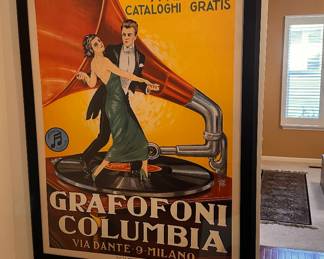 CATALOGHI GRATIS
GRAFOFONI
COLUMBIA
VIA DANTE·9·MILANO